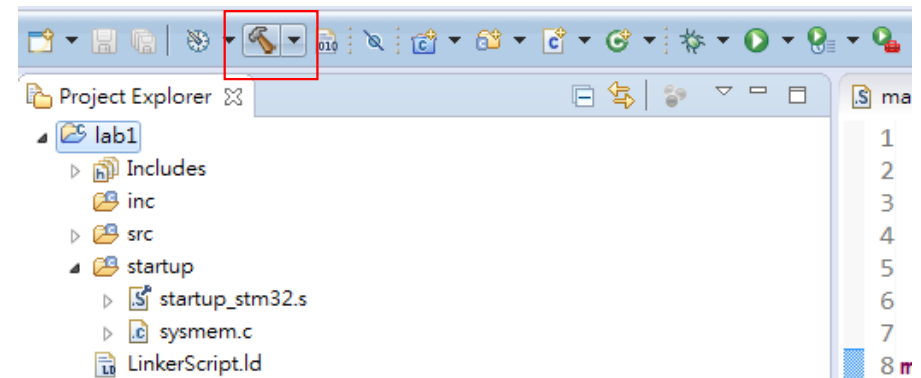 010
Project Explorer
S ma
lab1
1
Includes
2
inc
3
src
4
startup
5
startup_stm32.s
6
sysmem.c
7
LinkerScript.ld
8 m